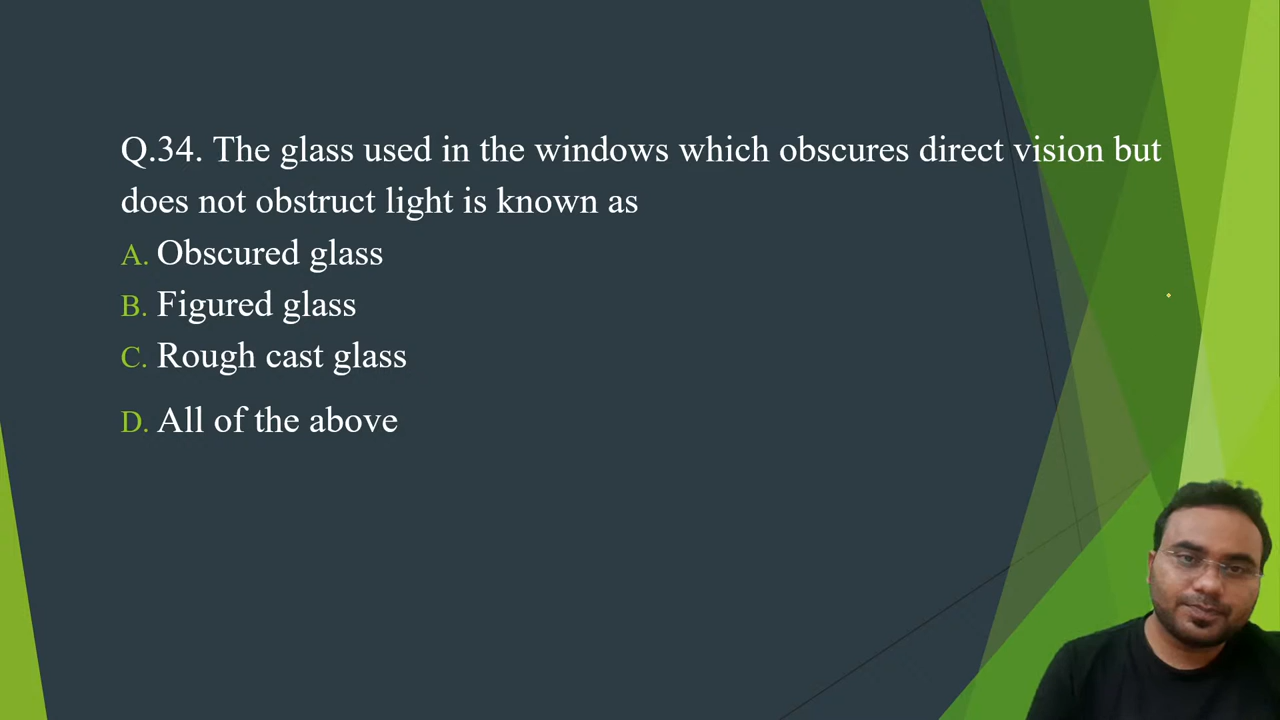 Q.34. The glass used in the windows which obscures direct vision but
does not obstruct light is known as
A. Obscured glass
B. Figured glass
C. Rough cast glass
D. All of the above